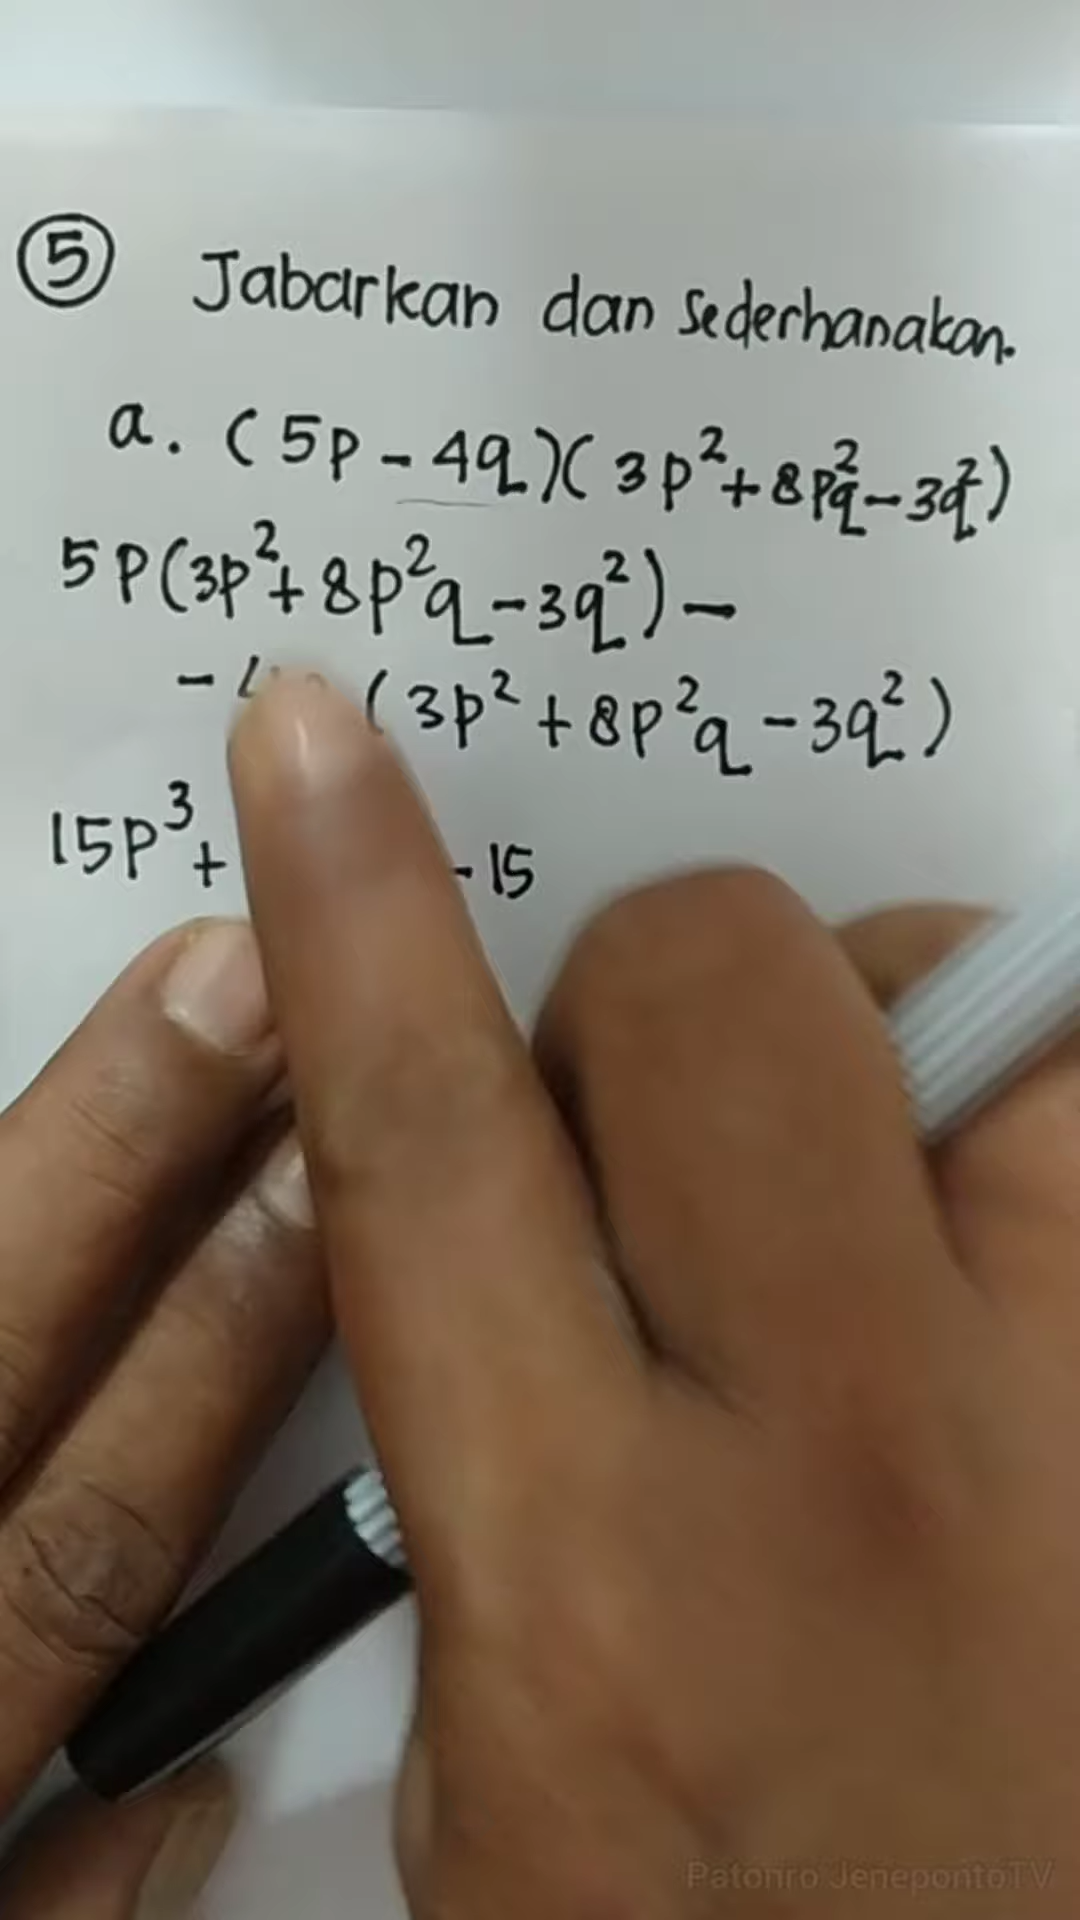 5 Jabarkan dan sederhanakan.
a. (5p - 4q)(3p² + 8p²q - 3q²)
5p(3p² + 8p²q - 3q²) -
- (3p² + 8p²q - 3q²)
15p³ + - 15
Patonro JenepontoTV